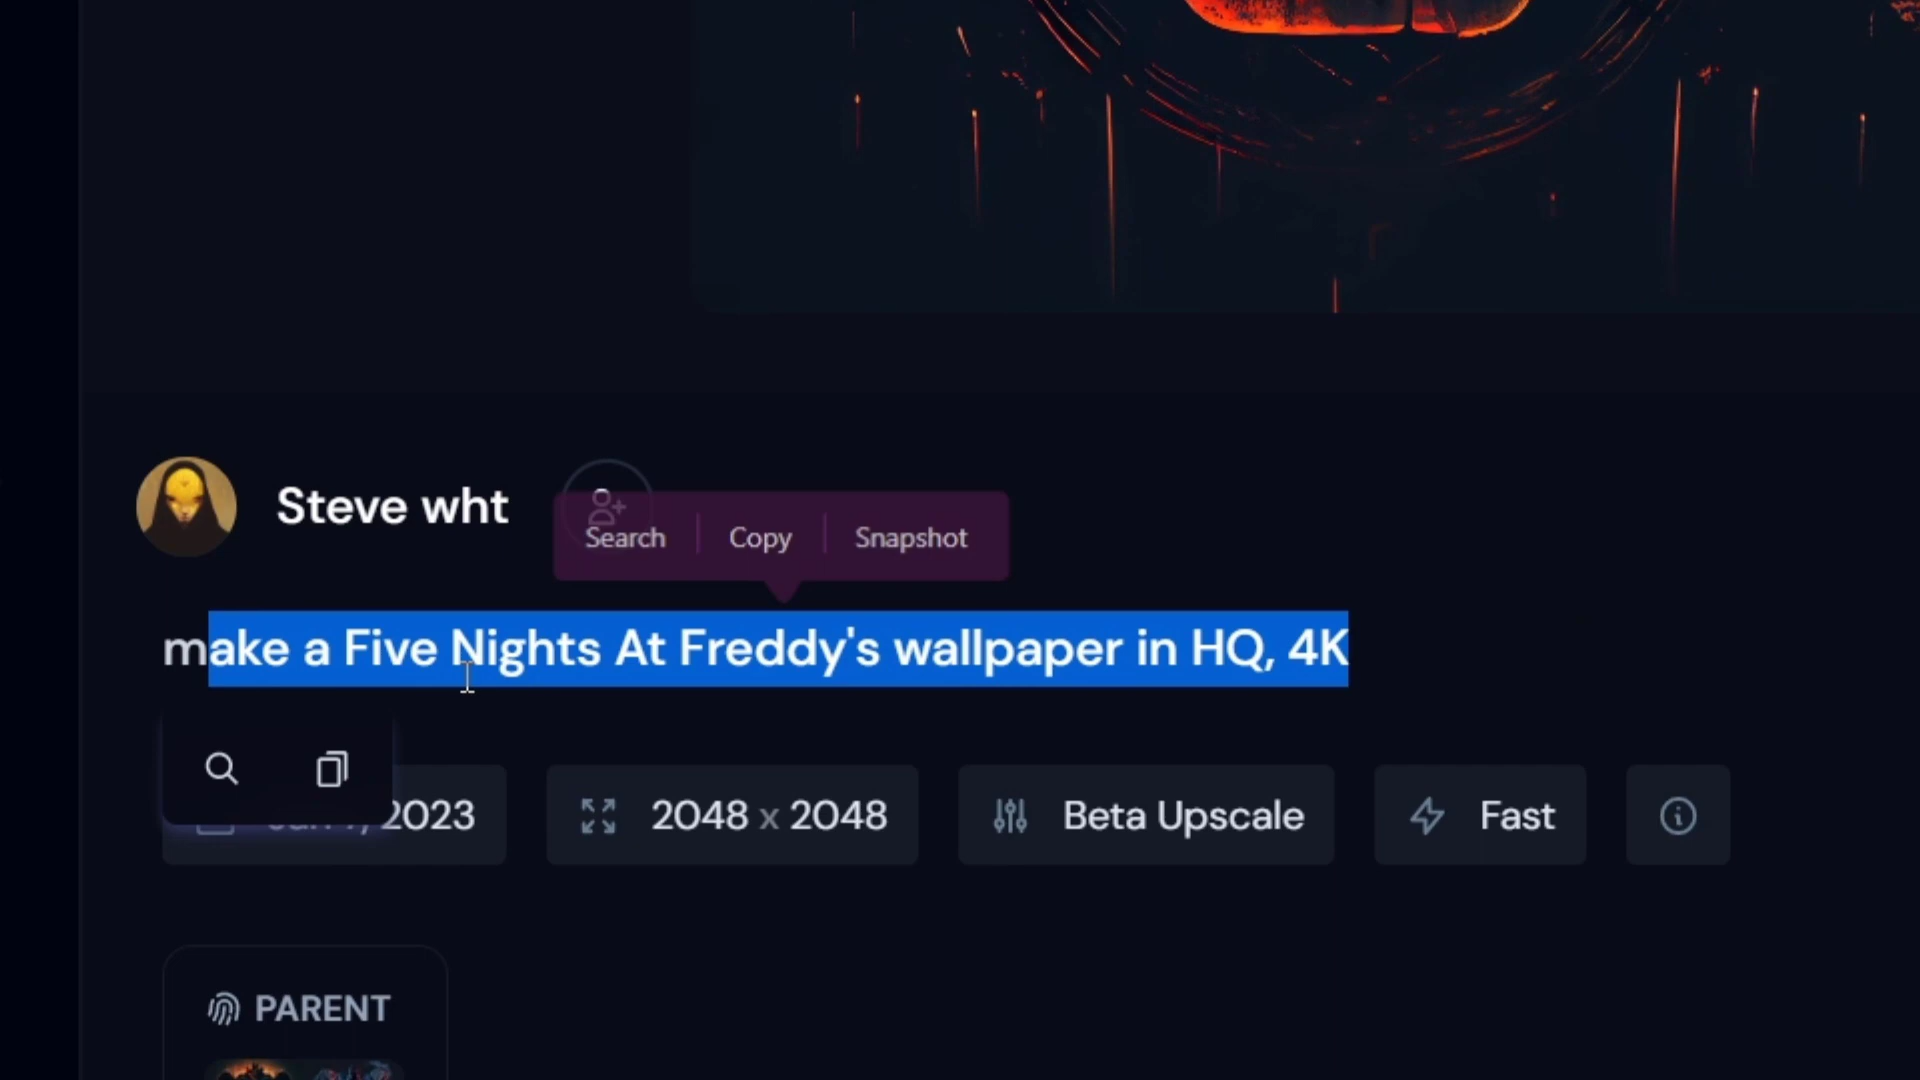 Steve wht
Search Copy Snapshot
make a Five Nights At Freddy's wallpaper in HQ, 4K
2023 2048 x 2048 Beta Upscale Fast
PARENT